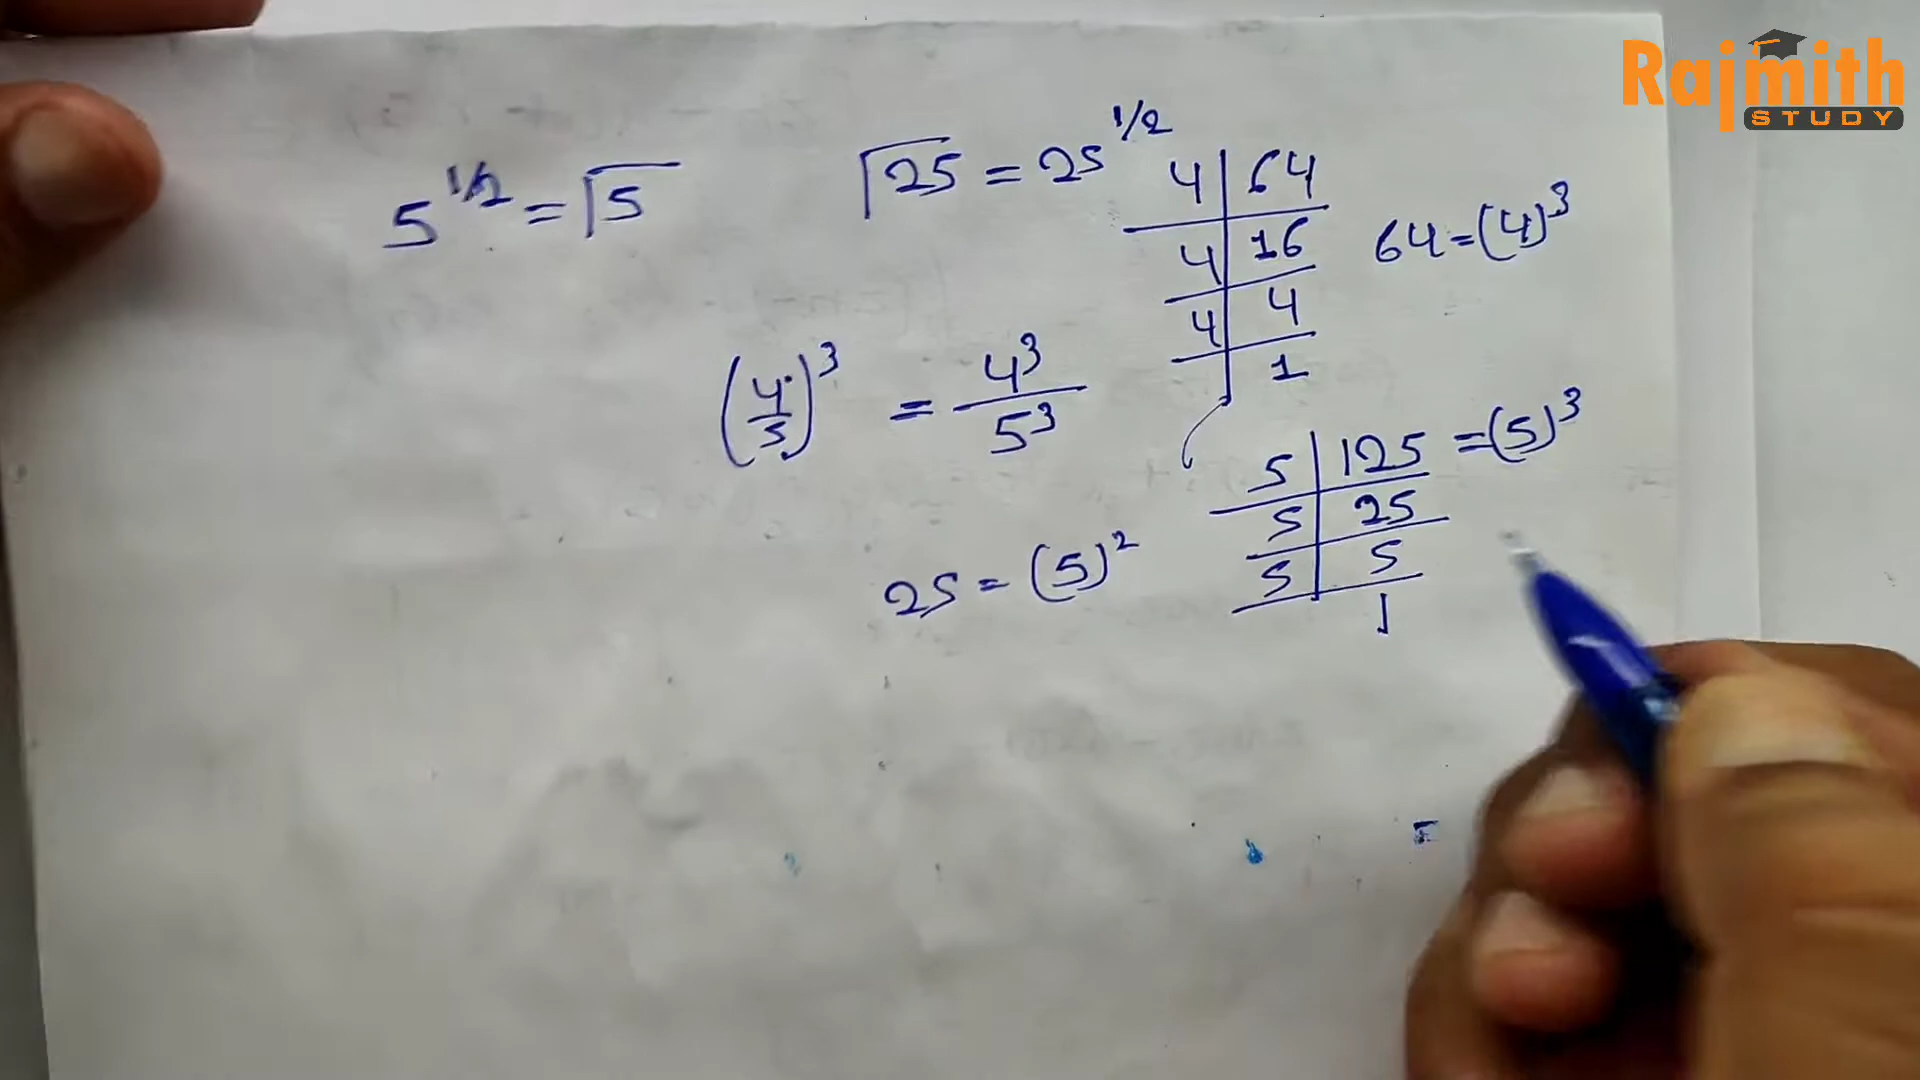 Rajmith
STUDY
5^{1/2} = √5
√25 = 25^{1/2}
4 | 64
4 | 16
4 | 4
1
64 = (4)^3
(4/5)^3 = 4^3/5^3
5 | 125 = (5)^3
5 | 25
5 | 5
1
25 = (5)^2